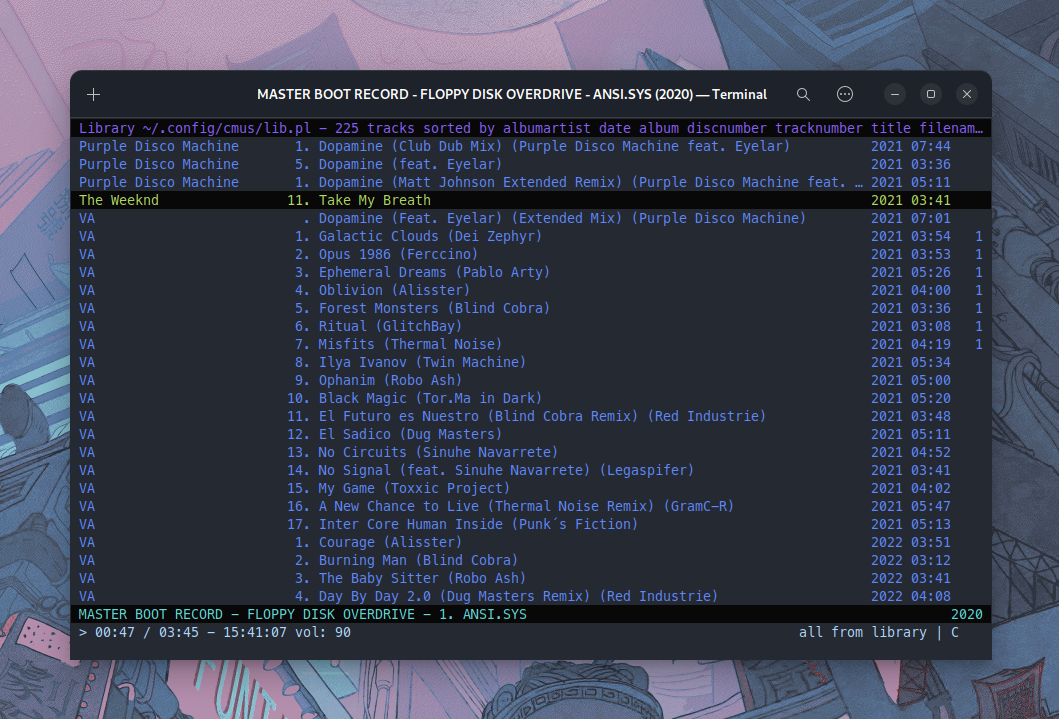 MASTER BOOT RECORD - FLOPPY DISK OVERDRIVE - ANSI.SYS (2020) — Terminal
Library ~/.config/cmus/lib.pl – 225 tracks sorted by albumartist date album discnumber tracknumber title filenam…
Purple Disco Machine 1. Dopamine (Club Dub Mix) (Purple Disco Machine feat. Eyelar) 2021 07:44
Purple Disco Machine 5. Dopamine (feat. Eyelar) 2021 03:36
Purple Disco Machine 1. Dopamine (Matt Johnson Extended Remix) (Purple Disco Machine feat. … 2021 05:11
The Weeknd 11. Take My Breath 2021 03:41
VA . Dopamine (Feat. Eyelar) (Extended Mix) (Purple Disco Machine) 2021 07:01
VA 1. Galactic Clouds (Dei Zephyr) 2021 03:54 1
VA 2. Opus 1986 (Ferccino) 2021 03:53 1
VA 3. Ephemeral Dreams (Pablo Arty) 2021 05:26 1
VA 4. Oblivion (Alisster) 2021 04:00 1
VA 5. Forest Monsters (Blind Cobra) 2021 03:36 1
VA 6. Ritual (GlitchBay) 2021 03:08 1
VA 7. Misfits (Thermal Noise) 2021 04:19 1
VA 8. Ilya Ivanov (Twin Machine) 2021 05:34
VA 9. Ophanim (Robo Ash) 2021 05:00
VA 10. Black Magic (Tor.Ma in Dark) 2021 05:20
VA 11. El Futuro es Nuestro (Blind Cobra Remix) (Red Industrie) 2021 03:48
VA 12. El Sadico (Dug Masters) 2021 05:11
VA 13. No Circuits (Sinuhe Navarrete) 2021 04:52
VA 14. No Signal (feat. Sinuhe Navarrete) (Legaspifer) 2021 03:41
VA 15. My Game (Toxxic Project) 2021 04:02
VA 16. A New Chance to Live (Thermal Noise Remix) (GramC-R) 2021 05:47
VA 17. Inter Core Human Inside (Punk´s Fiction) 2021 05:13
VA 1. Courage (Alisster) 2022 03:51
VA 2. Burning Man (Blind Cobra) 2022 03:12
VA 3. The Baby Sitter (Robo Ash) 2022 03:41
VA 4. Day By Day 2.0 (Dug Masters Remix) (Red Industrie) 2022 04:08
MASTER BOOT RECORD – FLOPPY DISK OVERDRIVE – 1. ANSI.SYS 2020
> 00:47 / 03:45 – 15:41:07 vol: 90 all from library | C